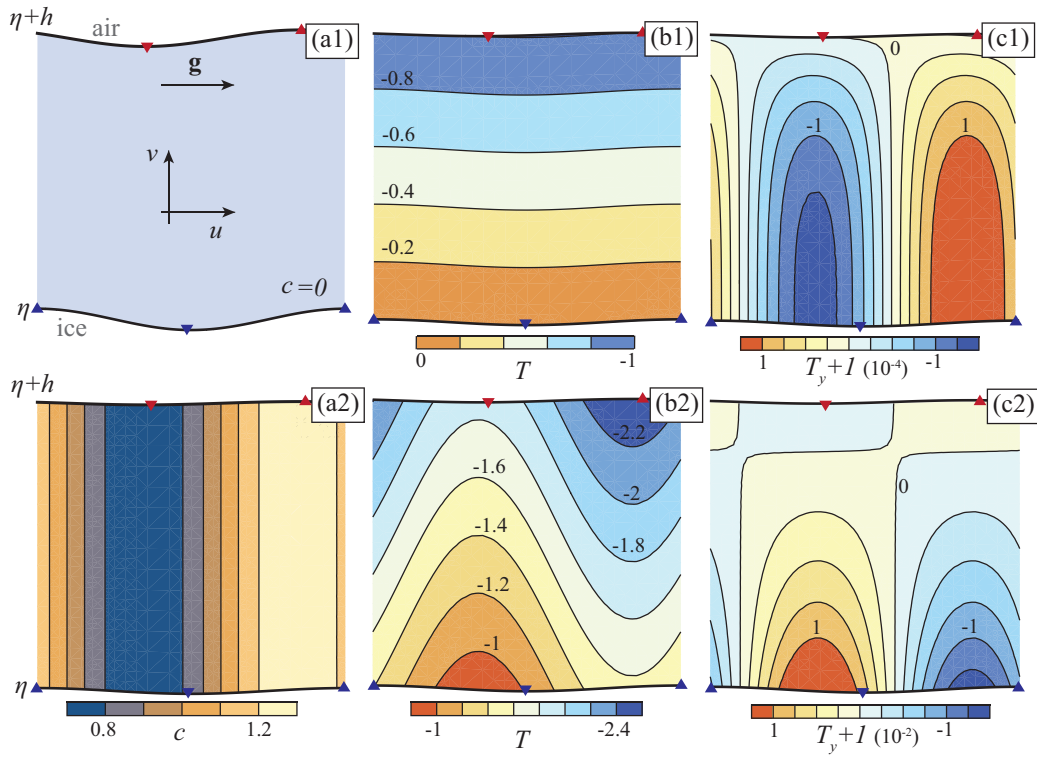 η+h
air
(a1)
g
v
u
c=0
η
ice
(b1)
-0.8
-0.6
-0.4
-0.2
0
-1
T
(c1)
0
-1
1
1
T_y+1 (10⁻⁴)
-1
η+h
(a2)
η
0.8
c
1.2
(b2)
-2.2
-1.6
-2
-1.4
-1.8
-1.2
-1
-1
T
-2.4
(c2)
0
1
-1
1
T_y+1 (10⁻²)
-1